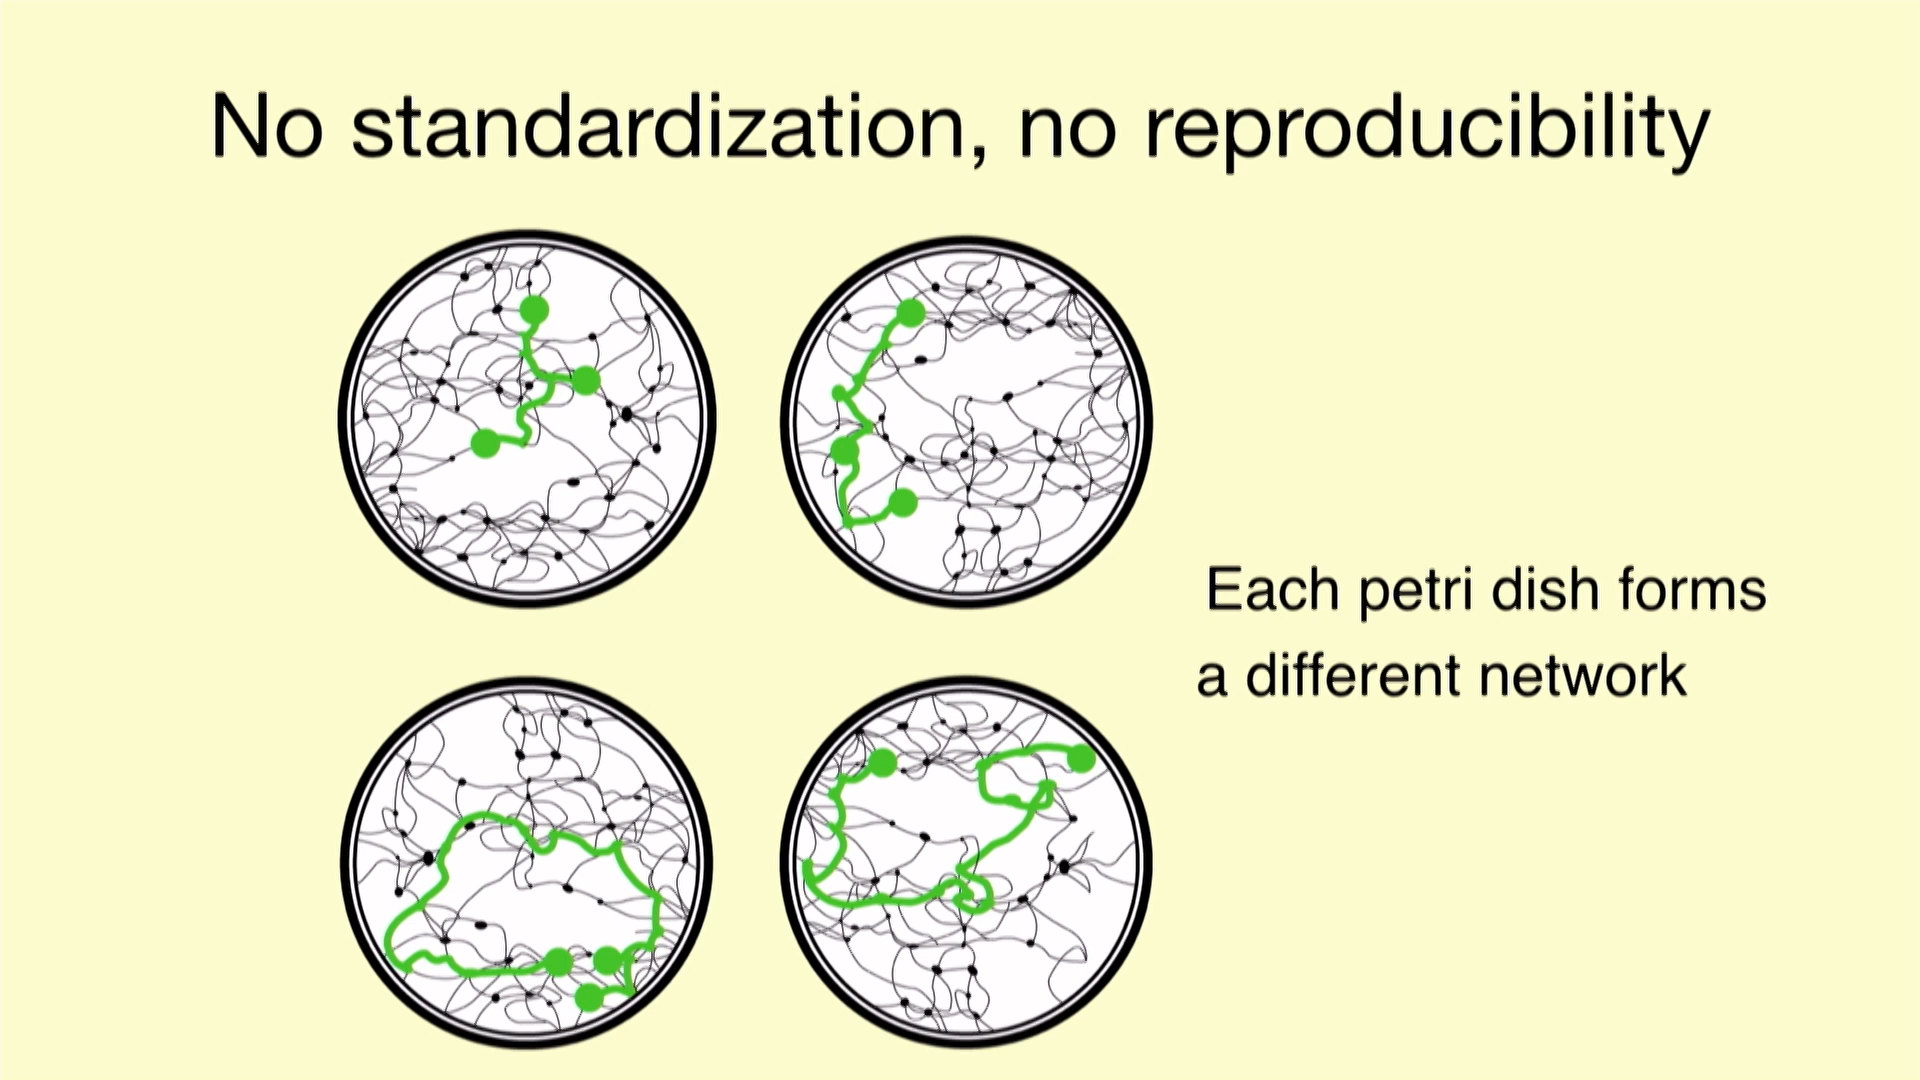 No standardization, no reproducibility
Each petri dish forms
a different network